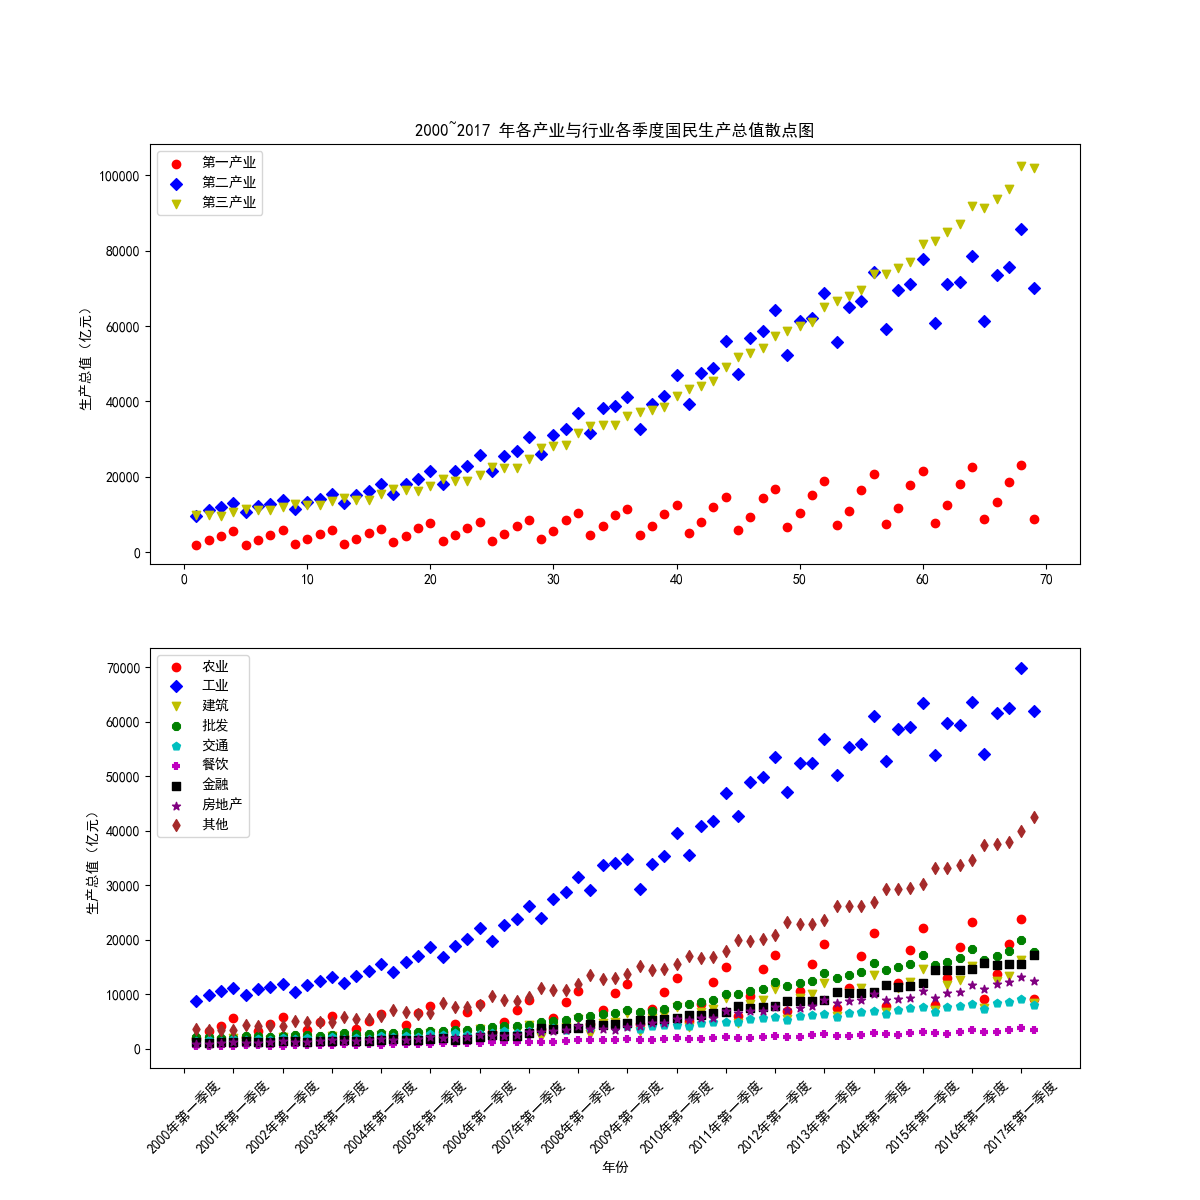 2000~2017 年各产业与行业各季度国民生产总值散点图
第一产业
第二产业
第三产业
生产总值（亿元）
100000
80000
60000
40000
20000
0
0 10 20 30 40 50 60 70
农业
工业
建筑
批发
交通
餐饮
金融
房地产
其他
生产总值（亿元）
70000
60000
50000
40000
30000
20000
10000
0
2000年第一季度
2001年第一季度
2002年第一季度
2003年第一季度
2004年第一季度
2005年第一季度
2006年第一季度
2007年第一季度
2008年第一季度
2009年第一季度
2010年第一季度
2011年第一季度
2012年第一季度
2013年第一季度
2014年第一季度
2015年第一季度
2016年第一季度
2017年第一季度
年份